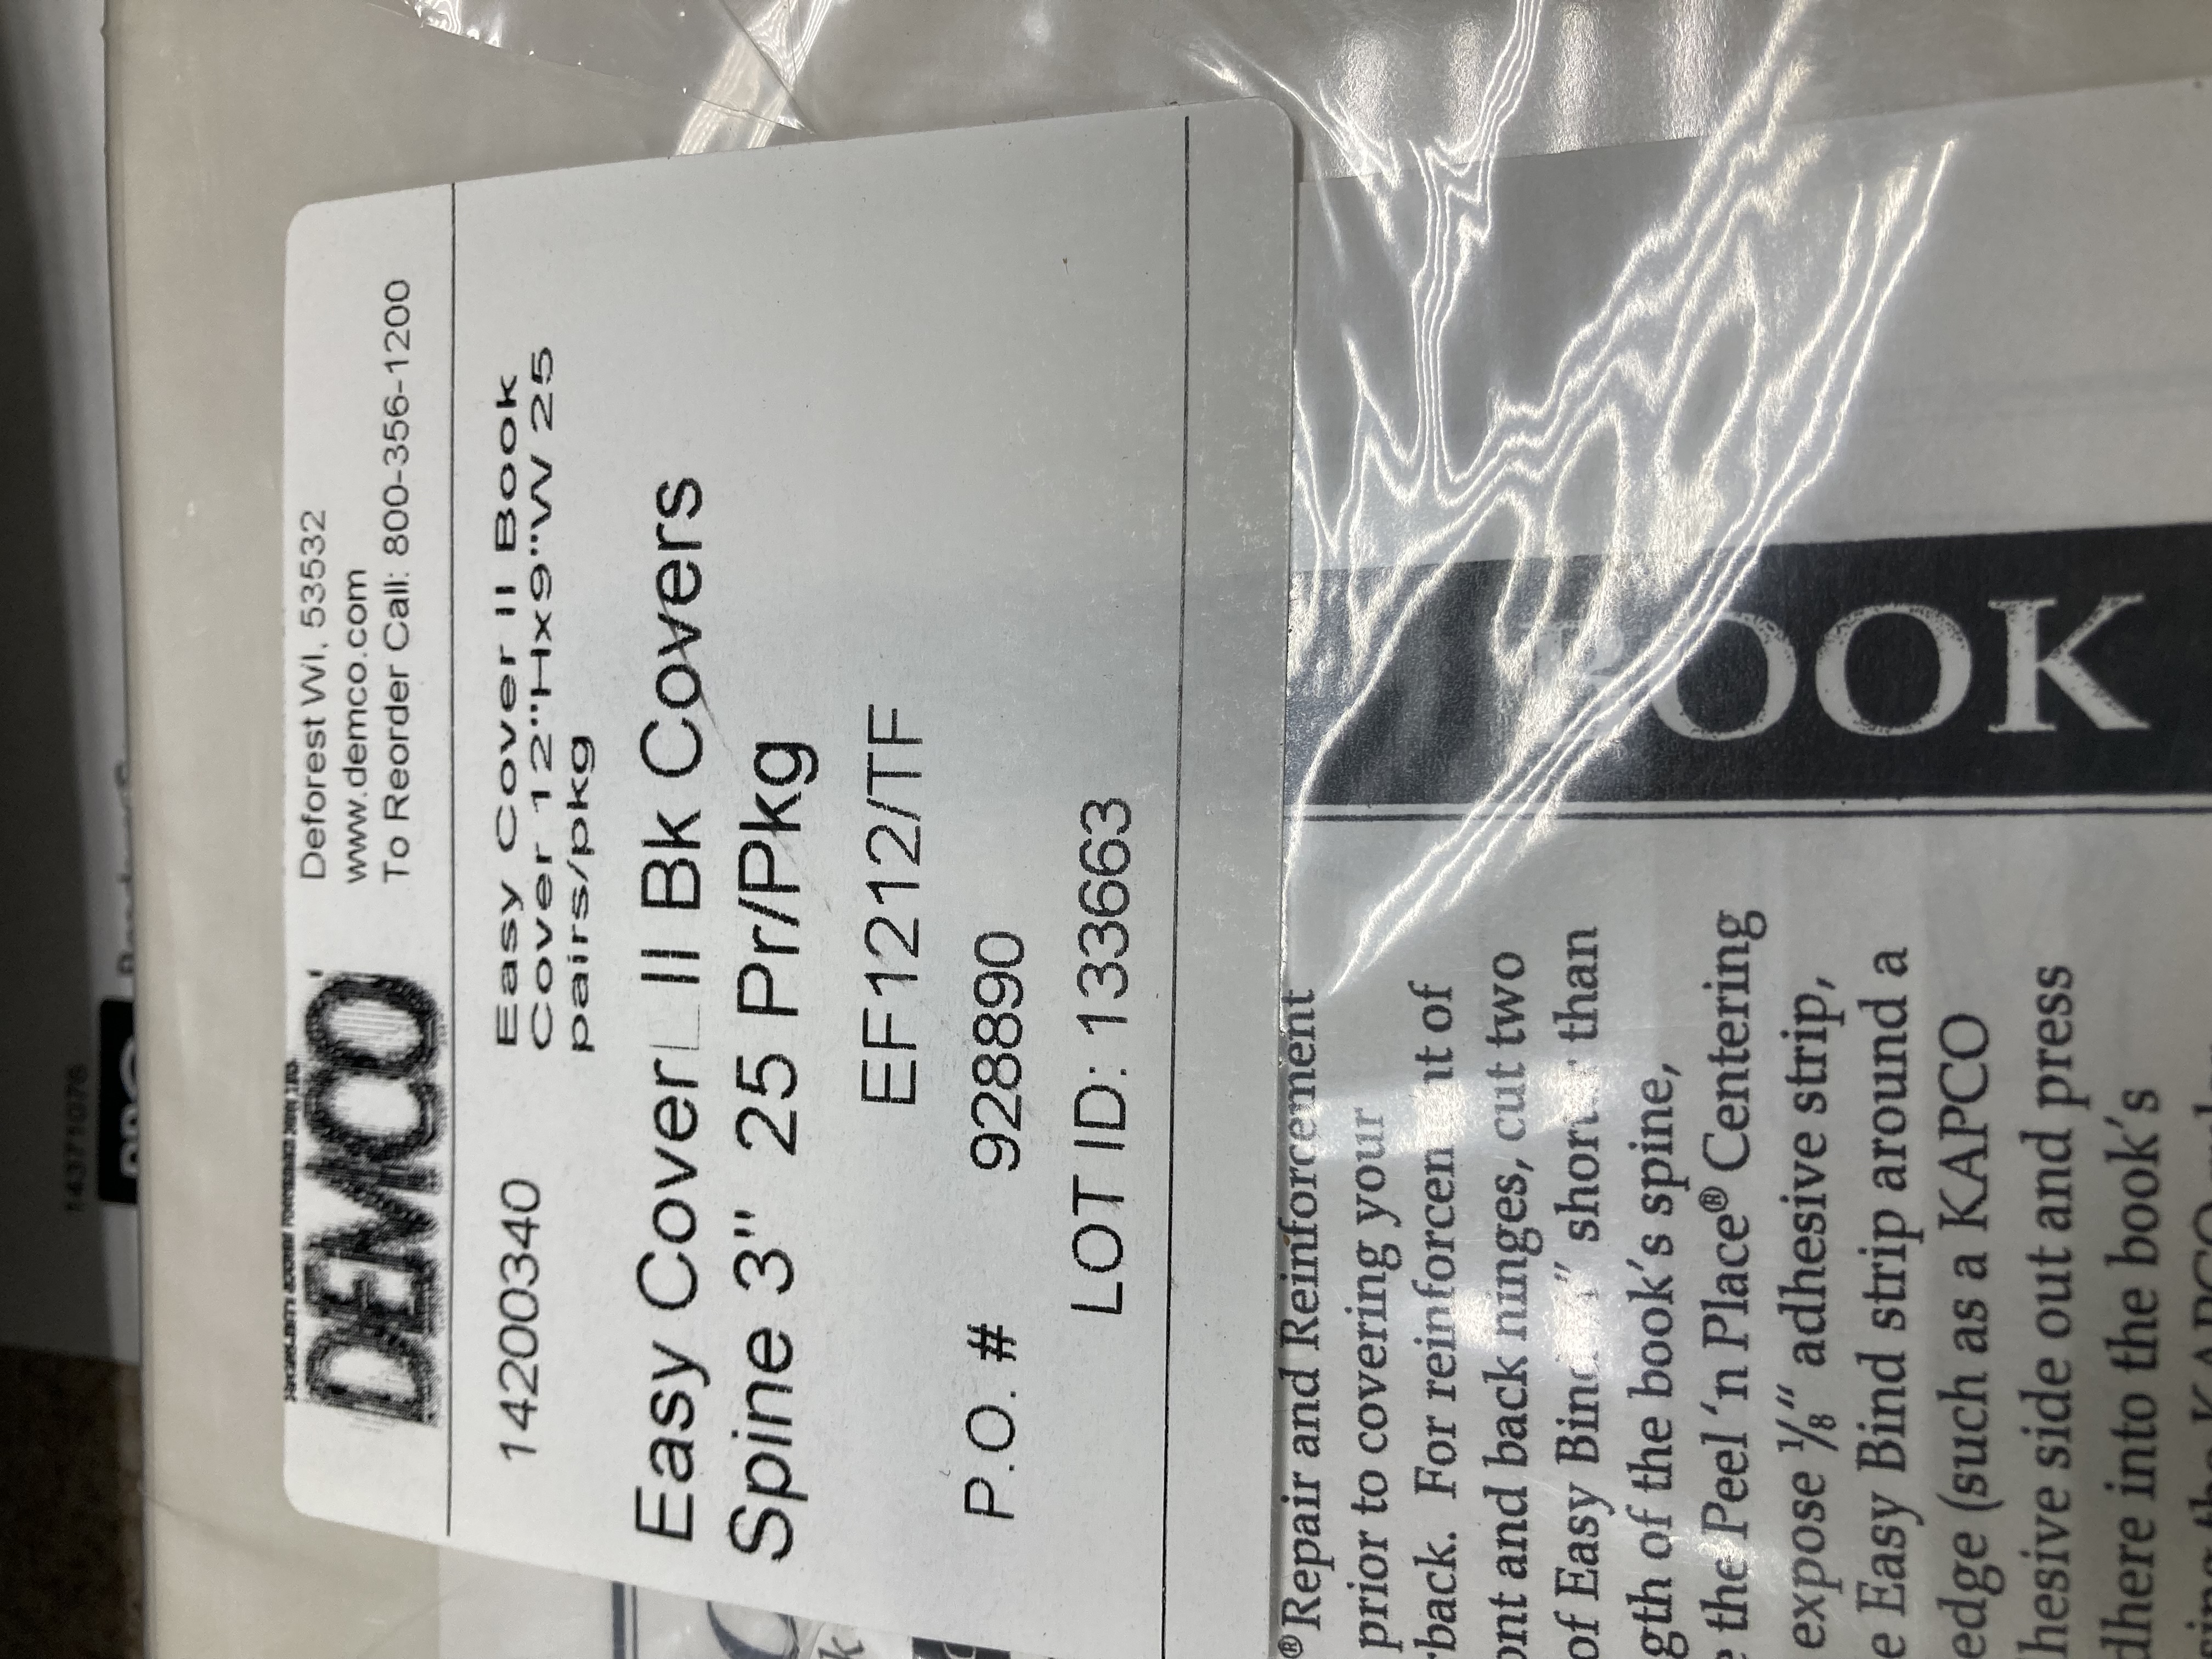 DEMCO
Deforest WI, 53532
www.demco.com
To Reorder Call: 800-356-1200
14200340
Easy Cover II Book
Cover 12"Hx9"W 25
pairs/pkg
Easy Cover II Bk Covers
Spine 3" 25 Pr/Pkg
EF1212/TF
P.O. # 928890
LOT ID: 133663
® Repair and Reinforcement
prior to covering your
back. For reinforcement of
ont and back hinges, cut two
of Easy Bind shorter than
gth of the book's spine,
e the Peel 'n Place® Centering
expose 1/8" adhesive strip,
e Easy Bind strip around a
edge (such as a KAPCO
hesive side out and press
dhere into the book's
BOOK
14371076